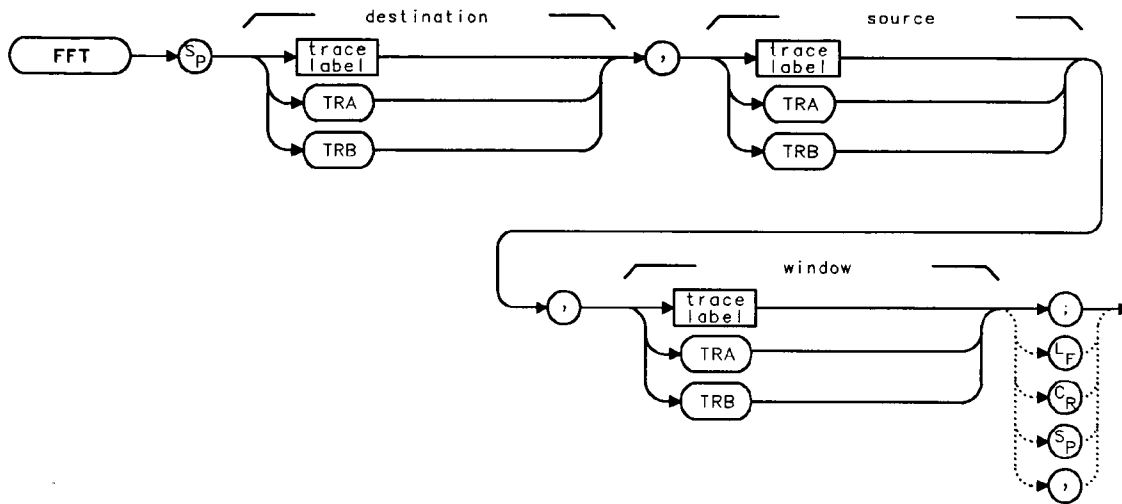 destination
source
FFT
SP
trace label
,
trace label
TRA
TRA
TRB
TRB
window
,
trace label
;
TRA
LF
TRB
CR
SP
,